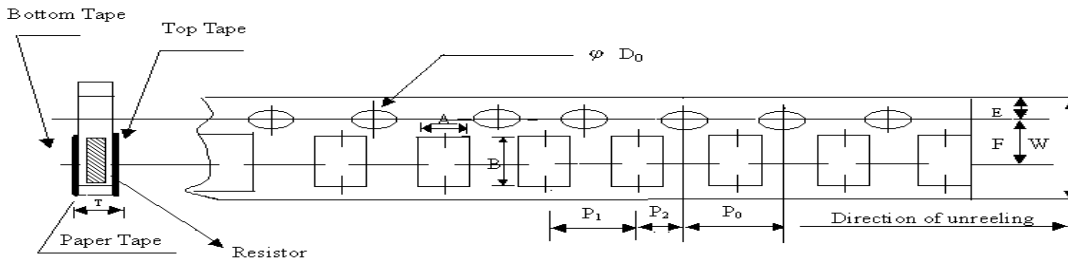 Bottom Tape
Top Tape
φ D₀
A
B
E
F W
T
P₁ P₂ P₀
Direction of unreeling
Paper Tape
Resistor